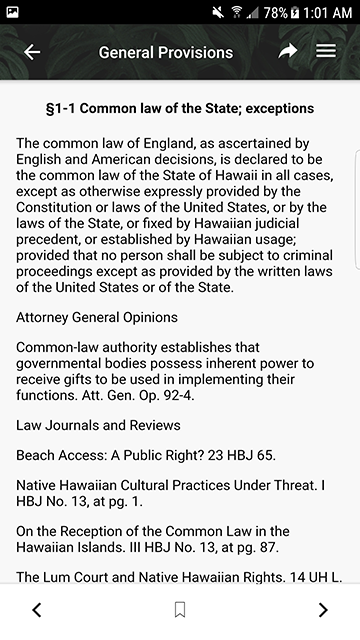 78% 1:01 AM
General Provisions
§1-1 Common law of the State; exceptions
The common law of England, as ascertained by
English and American decisions, is declared to be
the common law of the State of Hawaii in all cases,
except as otherwise expressly provided by the
Constitution or laws of the United States, or by the
laws of the State, or fixed by Hawaiian judicial
precedent, or established by Hawaiian usage;
provided that no person shall be subject to criminal
proceedings except as provided by the written laws
of the United States or of the State.
Attorney General Opinions
Common-law authority establishes that
governmental bodies possess inherent power to
receive gifts to be used in implementing their
functions. Att. Gen. Op. 92-4.
Law Journals and Reviews
Beach Access: A Public Right? 23 HBJ 65.
Native Hawaiian Cultural Practices Under Threat. I
HBJ No. 13, at pg. 1.
On the Reception of the Common Law in the
Hawaiian Islands. III HBJ No. 13, at pg. 87.
The Lum Court and Native Hawaiian Rights. 14 UH L.